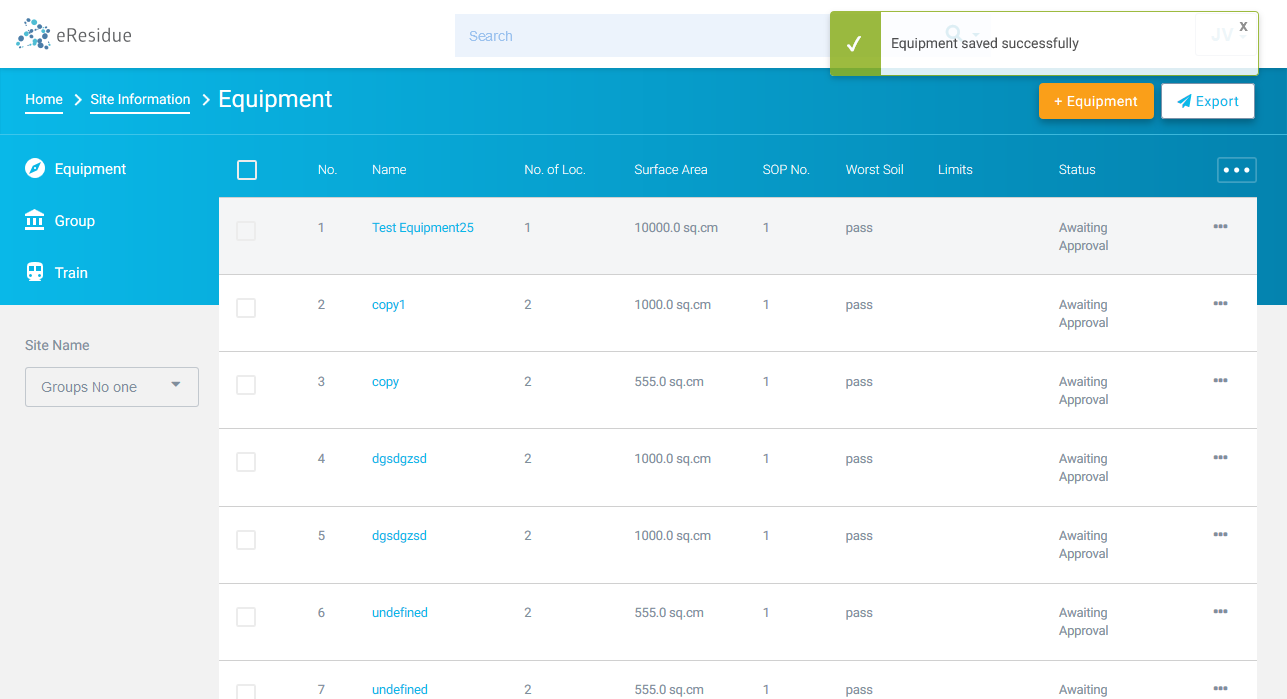 eResidue
Search
Equipment saved successfully
x
JV
Home
Site Information
Equipment
+ Equipment
Export
Equipment
Group
Train
Site Name
Groups No one
No. Name No. of Loc. Surface Area SOP No. Worst Soil Limits Status
1 Test Equipment25 1 10000.0 sq.cm 1 pass Awaiting
Approval
2 copy1 2 1000.0 sq.cm 1 pass Awaiting
Approval
3 copy 2 555.0 sq.cm 1 pass Awaiting
Approval
4 dgsdgzsd 2 1000.0 sq.cm 1 pass Awaiting
Approval
5 dgsdgzsd 2 1000.0 sq.cm 1 pass Awaiting
Approval
6 undefined 2 555.0 sq.cm 1 pass Awaiting
Approval
7 undefined 2 555.0 sq.cm 1 pass Awaiting